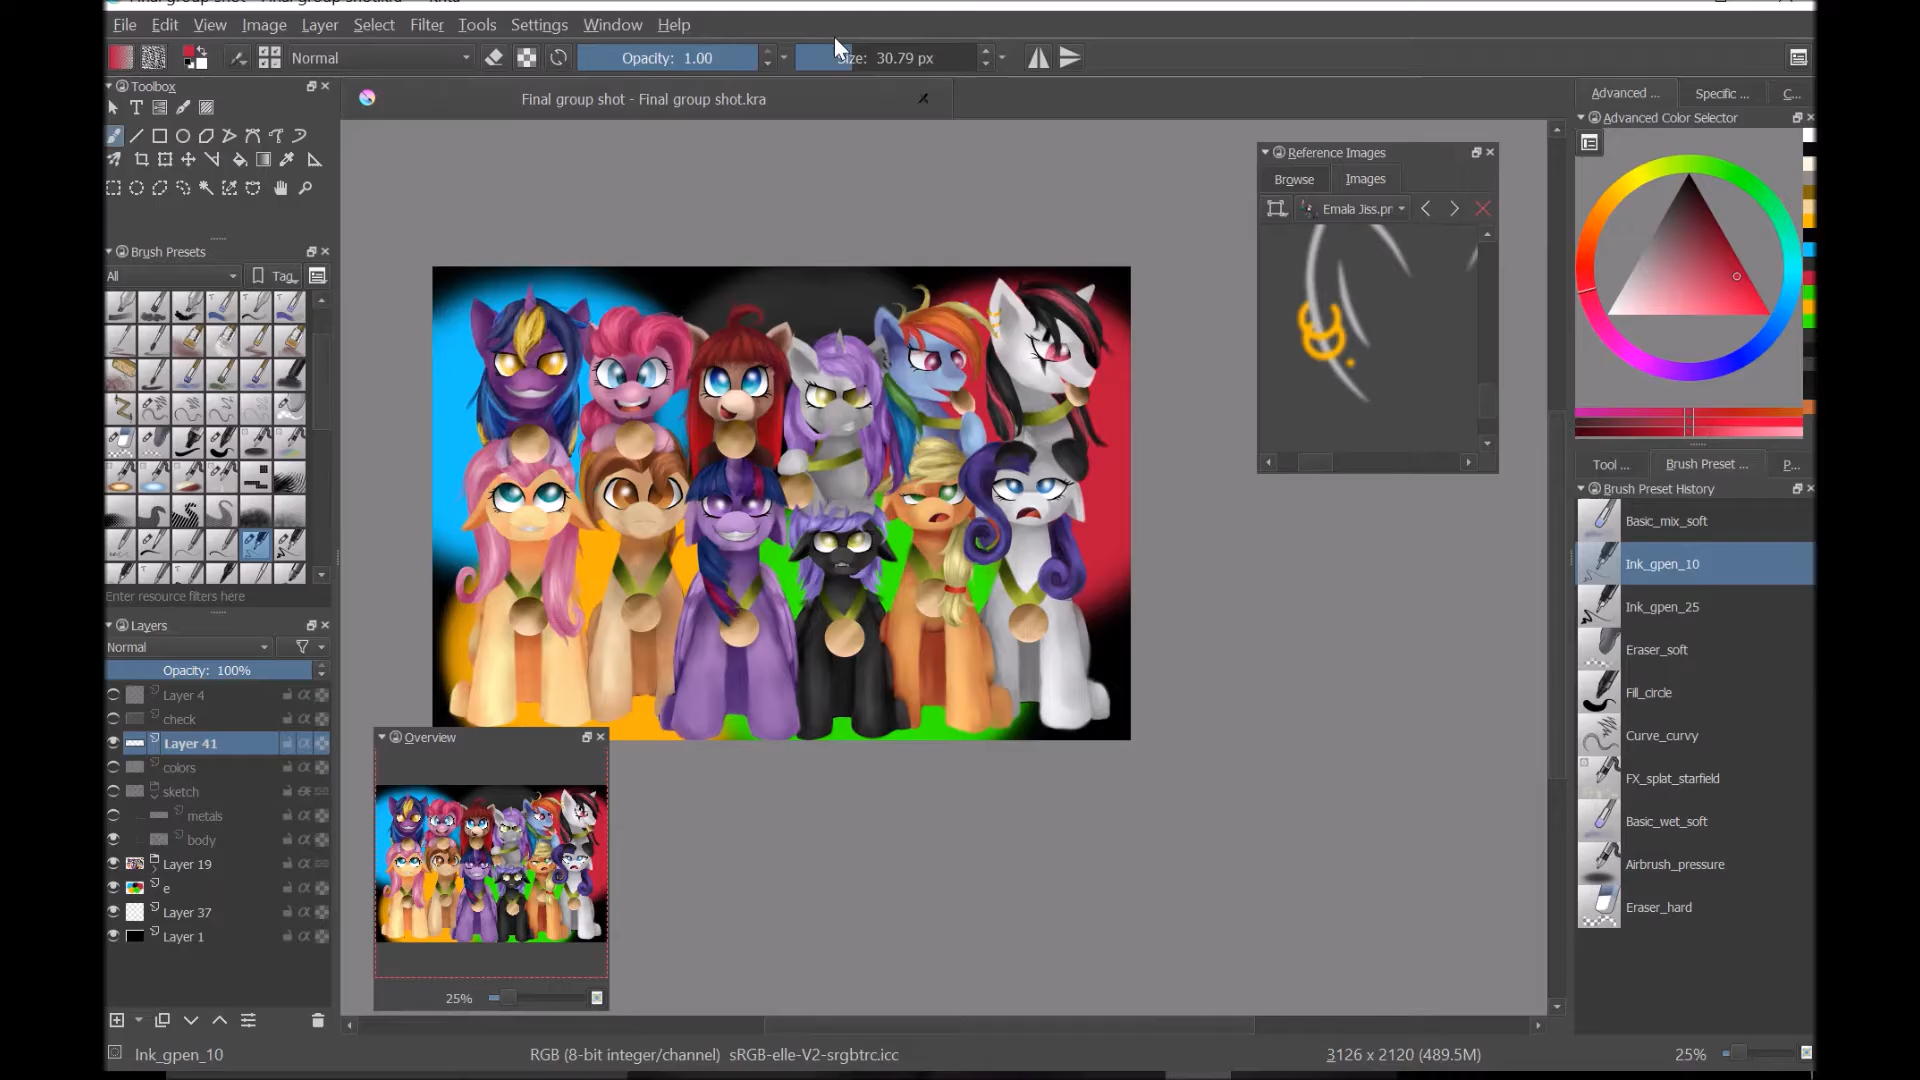 File Edit View Image Layer Select Filter Tools Settings Window Help
Normal
Opacity: 1.00
Size: 30.79 px
Toolbox
Final group shot - Final group shot.kra
Advanced ...
Specific ...
C...
Advanced Color Selector
Reference Images
Browse
Images
Emala Jiss.pr
Brush Presets
All
Tag
Enter resource filters here
Layers
Normal
Opacity: 100%
Layer 4
check
Layer 41
colors
sketch
metals
body
Layer 19
e
Layer 37
Layer 1
Overview
25%
Tool ...
Brush Preset ...
P...
Brush Preset History
Basic_mix_soft
Ink_gpen_10
Ink_gpen_25
Eraser_soft
Fill_circle
Curve_curvy
FX_splat_starfield
Basic_wet_soft
Airbrush_pressure
Eraser_hard
Ink_gpen_10
RGB (8-bit integer/channel) sRGB-elle-V2-srgbtrc.icc
3126 x 2120 (489.5M)
25%